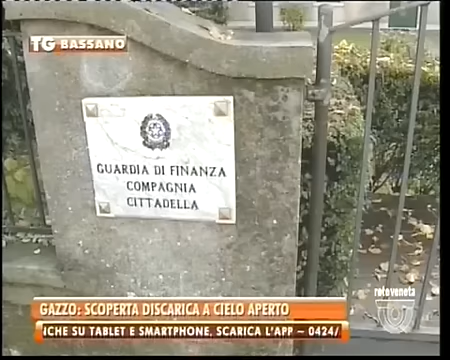 TG BASSANO
GUARDIA DI FINANZA
COMPAGNIA
CITTADELLA
reteveneta
GAZZO: SCOPERTA DISCARICA A CIELO APERTO
ICHE SU TABLET E SMARTPHONE, SCARICA L'APP - 0424/